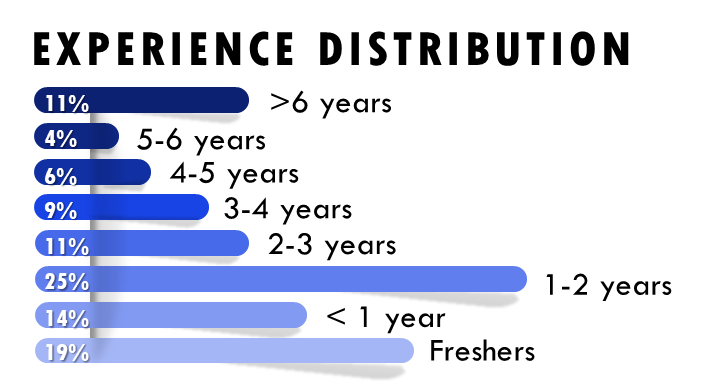 EXPERIENCE DISTRIBUTION
11% >6 years
4% 5-6 years
6% 4-5 years
9% 3-4 years
11% 2-3 years
25% 1-2 years
14% < 1 year
19% Freshers